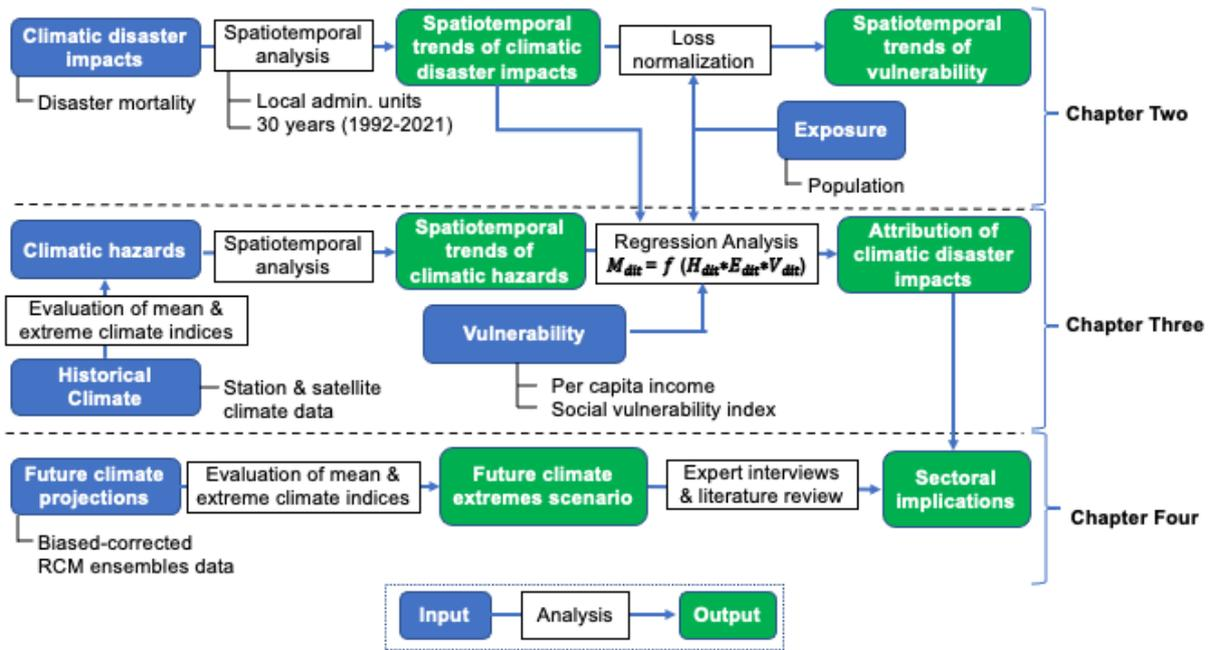 Climatic disaster
impacts
Disaster mortality
Spatiotemporal
analysis
Local admin. units
30 years (1992-2021)
Spatiotemporal
trends of climatic
disaster impacts
Loss
normalization
Spatiotemporal
trends of
vulnerability
Exposure
Population
Chapter Two
Climatic hazards
Spatiotemporal
analysis
Spatiotemporal
trends of
climatic hazards
Regression Analysis
M_dit = f (H_dit*E_dit*V_dit)
Attribution of
climatic disaster
impacts
Evaluation of mean &
extreme climate indices
Historical
Climate
Station & satellite
climate data
Vulnerability
Per capita income
Social vulnerability index
Chapter Three
Future climate
projections
Biased-corrected
RCM ensembles data
Evaluation of mean &
extreme climate indices
Future climate
extremes scenario
Expert interviews
& literature review
Sectoral
implications
Chapter Four
Input
Analysis
Output